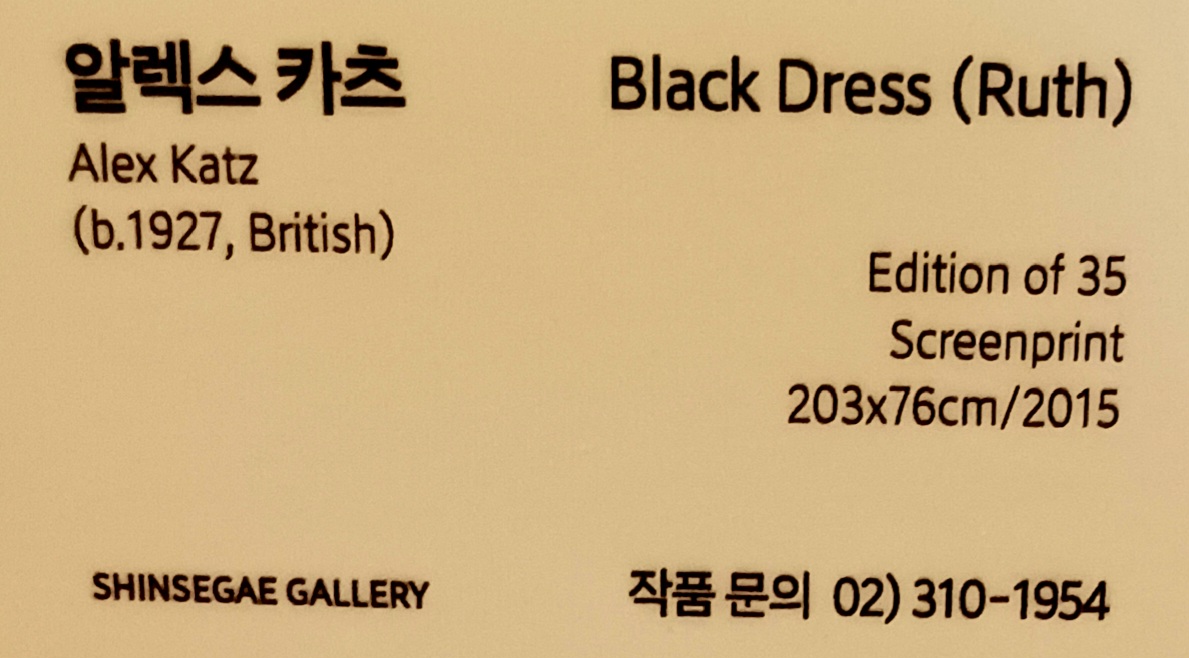 알렉스 카츠
Alex Katz
(b.1927, British)
Black Dress (Ruth)
Edition of 35
Screenprint
203x76cm/2015
SHINSEGAE GALLERY
작품 문의 02) 310-1954